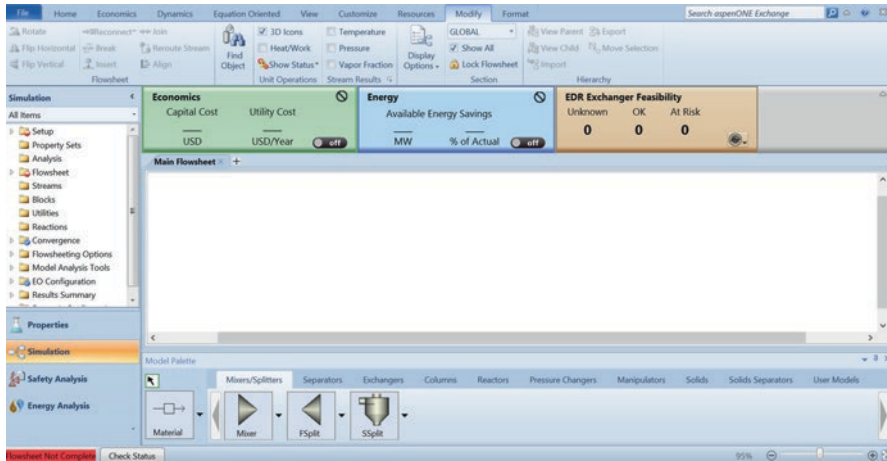 File Home Economics Dynamics Equation Oriented View Customize Resources Modify Format Search aspenONE Exchange
Rotate Reconnect Join 3D Icons Temperature GLOBAL View Parent Export
Flip Horizontal Break Reroute Stream Heat/Work Pressure Show All View Child Move Selection
Flip Vertical Insert Align Find Object Show Status Vapor Fraction Display Options Lock Flowsheet Import
Flowsheet Unit Operations Stream Results Section Hierarchy
Simulation
All Items
Setup
Property Sets
Analysis
Flowsheet
Streams
Blocks
Utilities
Reactions
Convergence
Flowsheeting Options
Model Analysis Tools
EO Configuration
Results Summary
Properties
Simulation
Safety Analysis
Energy Analysis
Economics
Capital Cost Utility Cost
USD USD/Year off
Energy
Available Energy Savings
MW % of Actual off
EDR Exchanger Feasibility
Unknown OK At Risk
0 0 0
Main Flowsheet × +
Model Palette
Mixers/Splitters Separators Exchangers Columns Reactors Pressure Changers Manipulators Solids Solids Separators User Models
Material Mixer FSplit SSplit
Flowsheet Not Complete Check Status 95%